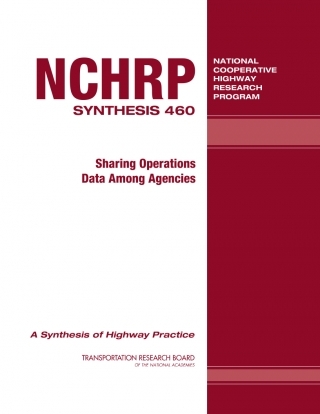 NCHRP
SYNTHESIS 460
NATIONAL
COOPERATIVE
HIGHWAY
RESEARCH
PROGRAM
Sharing Operations
Data Among Agencies
A Synthesis of Highway Practice
TRANSPORTATION RESEARCH BOARD
OF THE NATIONAL ACADEMIES